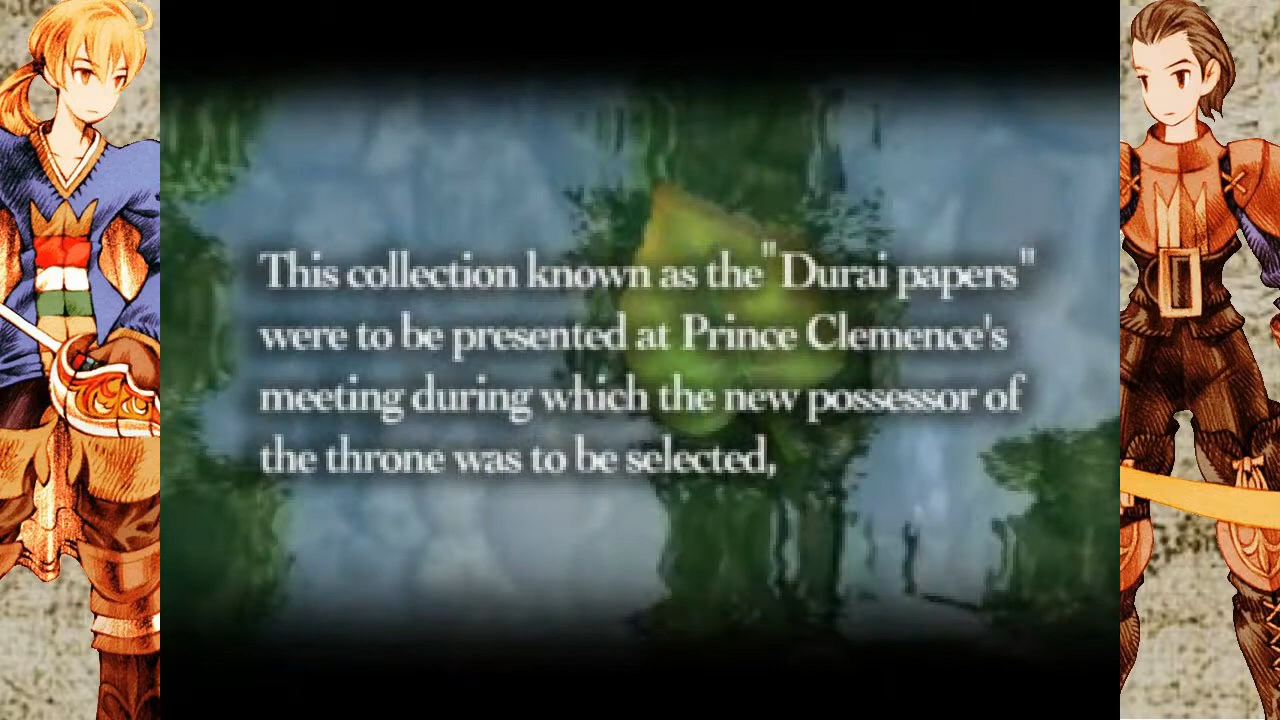 This collection known as the "Durai papers"
were to be presented at Prince Clemence's
meeting during which the new possessor of
the throne was to be selected,